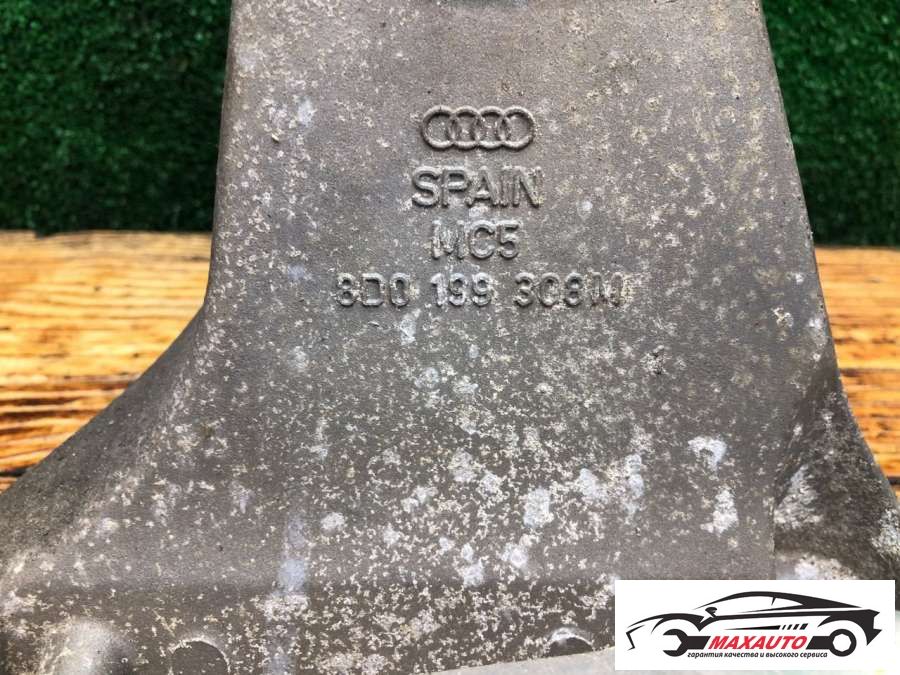 SPAIN
MC5
8D0 199 308M
MAXAUTO
гарантия качества и высокого сервиса